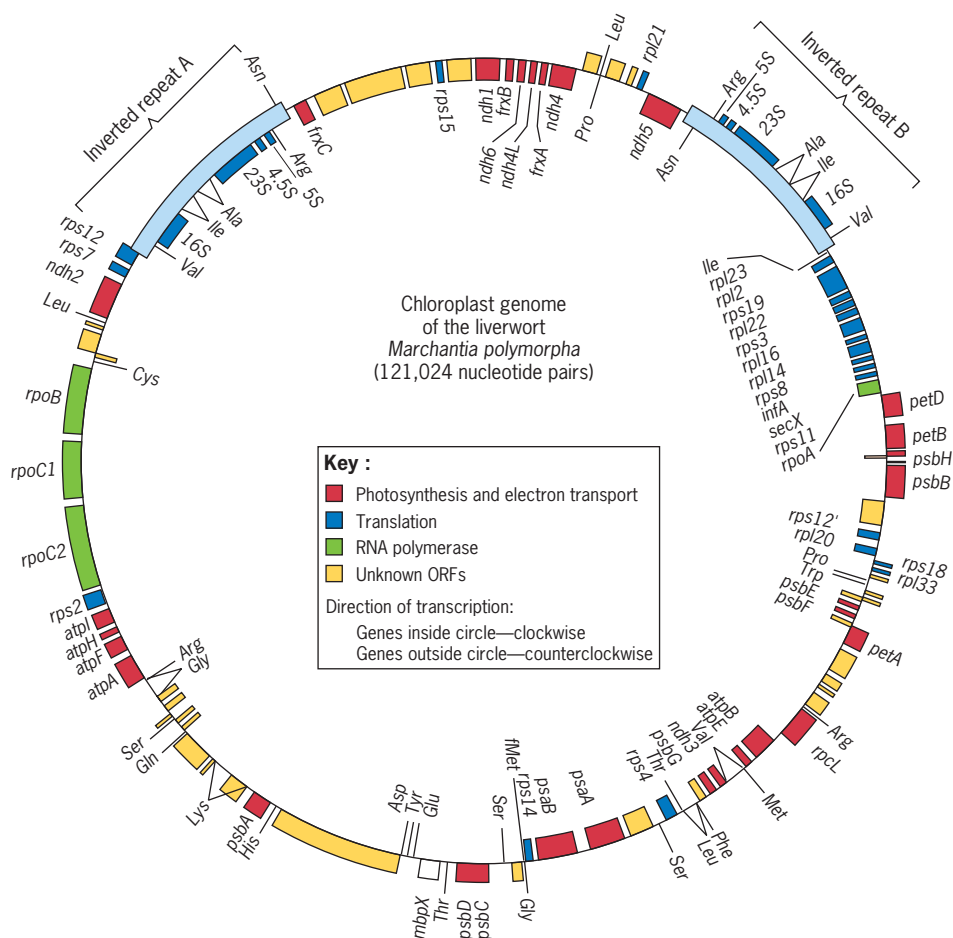 Inverted repeat A
Asn
frxC
rps15
ndh1
frxB
ndh6
ndh4L
frxA
ndh4
Pro
Leu
rpl21
ndh5
Asn
Arg
5S
4.5S
23S
Ala
Ile
16S
Val
Inverted repeat B
Arg
5S
4.5S
23S
Ala
Ile
16S
Val
rps12
rps7
ndh2
Leu
Cys
rpoB
rpoC1
rpoC2
rps2
atpI
atpH
atpF
atpA
Arg
Gly
Ser
Gln
Lys
psbA
His
Asp
Tyr
Glu
mbpX
Thr
psbD
psbC
Ser
fMet
rps14
Gly
psaB
psaA
rps4
Ser
Thr
psbG
ndh3
Val
atpE
atpB
Leu
Phe
Met
rpcL
Arg
petA
psbF
psbE
Trp
Pro
rpl20
rps12'
rps18
rpl33
psbB
psbH
petB
petD
Ile
rpl23
rpl2
rps19
rpl22
rps3
rpl16
rpl14
rps8
infA
secX
rps11
rpoA
Chloroplast genome
of the liverwort
Marchantia polymorpha
(121,024 nucleotide pairs)
Key :
Photosynthesis and electron transport
Translation
RNA polymerase
Unknown ORFs
Direction of transcription:
Genes inside circle—clockwise
Genes outside circle—counterclockwise